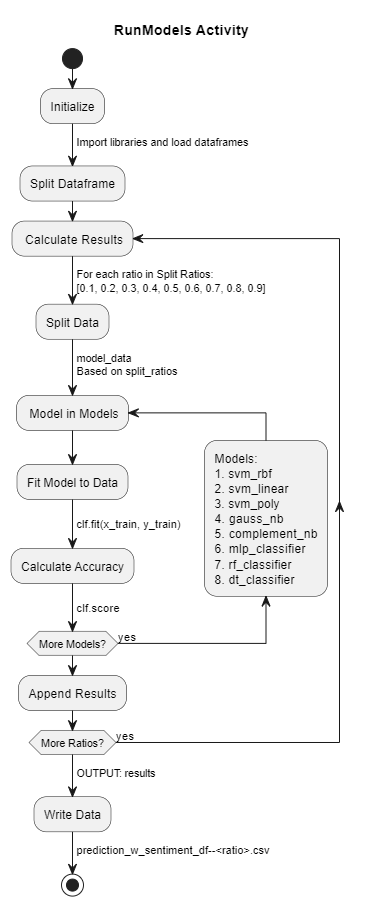 RunModels Activity
Initialize
Import libraries and load dataframes
Split Dataframe
Calculate Results
For each ratio in Split Ratios:
[0.1, 0.2, 0.3, 0.4, 0.5, 0.6, 0.7, 0.8, 0.9]
Split Data
model_data
Based on split_ratios
Model in Models
Models:
1. svm_rbf
2. svm_linear
3. svm_poly
4. gauss_nb
5. complement_nb
6. mlp_classifier
7. rf_classifier
8. dt_classifier
Fit Model to Data
clf.fit(x_train, y_train)
Calculate Accuracy
clf.score
More Models?
yes
Append Results
More Ratios?
yes
OUTPUT: results
Write Data
prediction_w_sentiment_df--<ratio>.csv